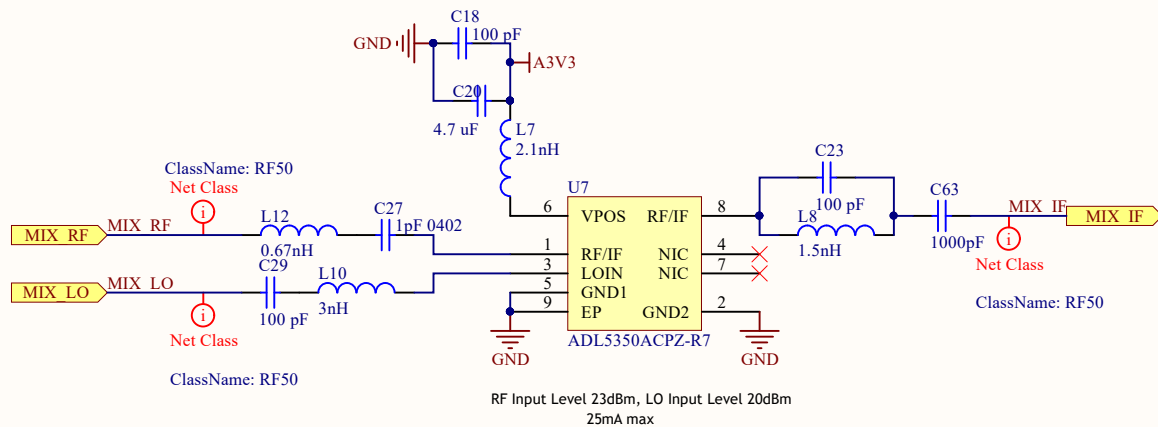 C18
100 pF
GND
A3V3
C20
4.7 uF
L7
2.1nH
ClassName: RF50
Net Class
i
MIX_RF
MIX_RF
L12
0.67nH
C27
1pF 0402
MIX_LO
MIX_LO
C29
100 pF
L10
3nH
i
Net Class
ClassName: RF50
U7
6 VPOS RF/IF 8
1 RF/IF NIC 4
3 LOIN NIC 7
5 GND1
9 EP GND2 2
ADL5350ACPZ-R7
GND
GND
C23
100 pF
L8
1.5nH
C63
1000pF
MIX_IF
MIX_IF
i
Net Class
ClassName: RF50
RF Input Level 23dBm, LO Input Level 20dBm
25mA max